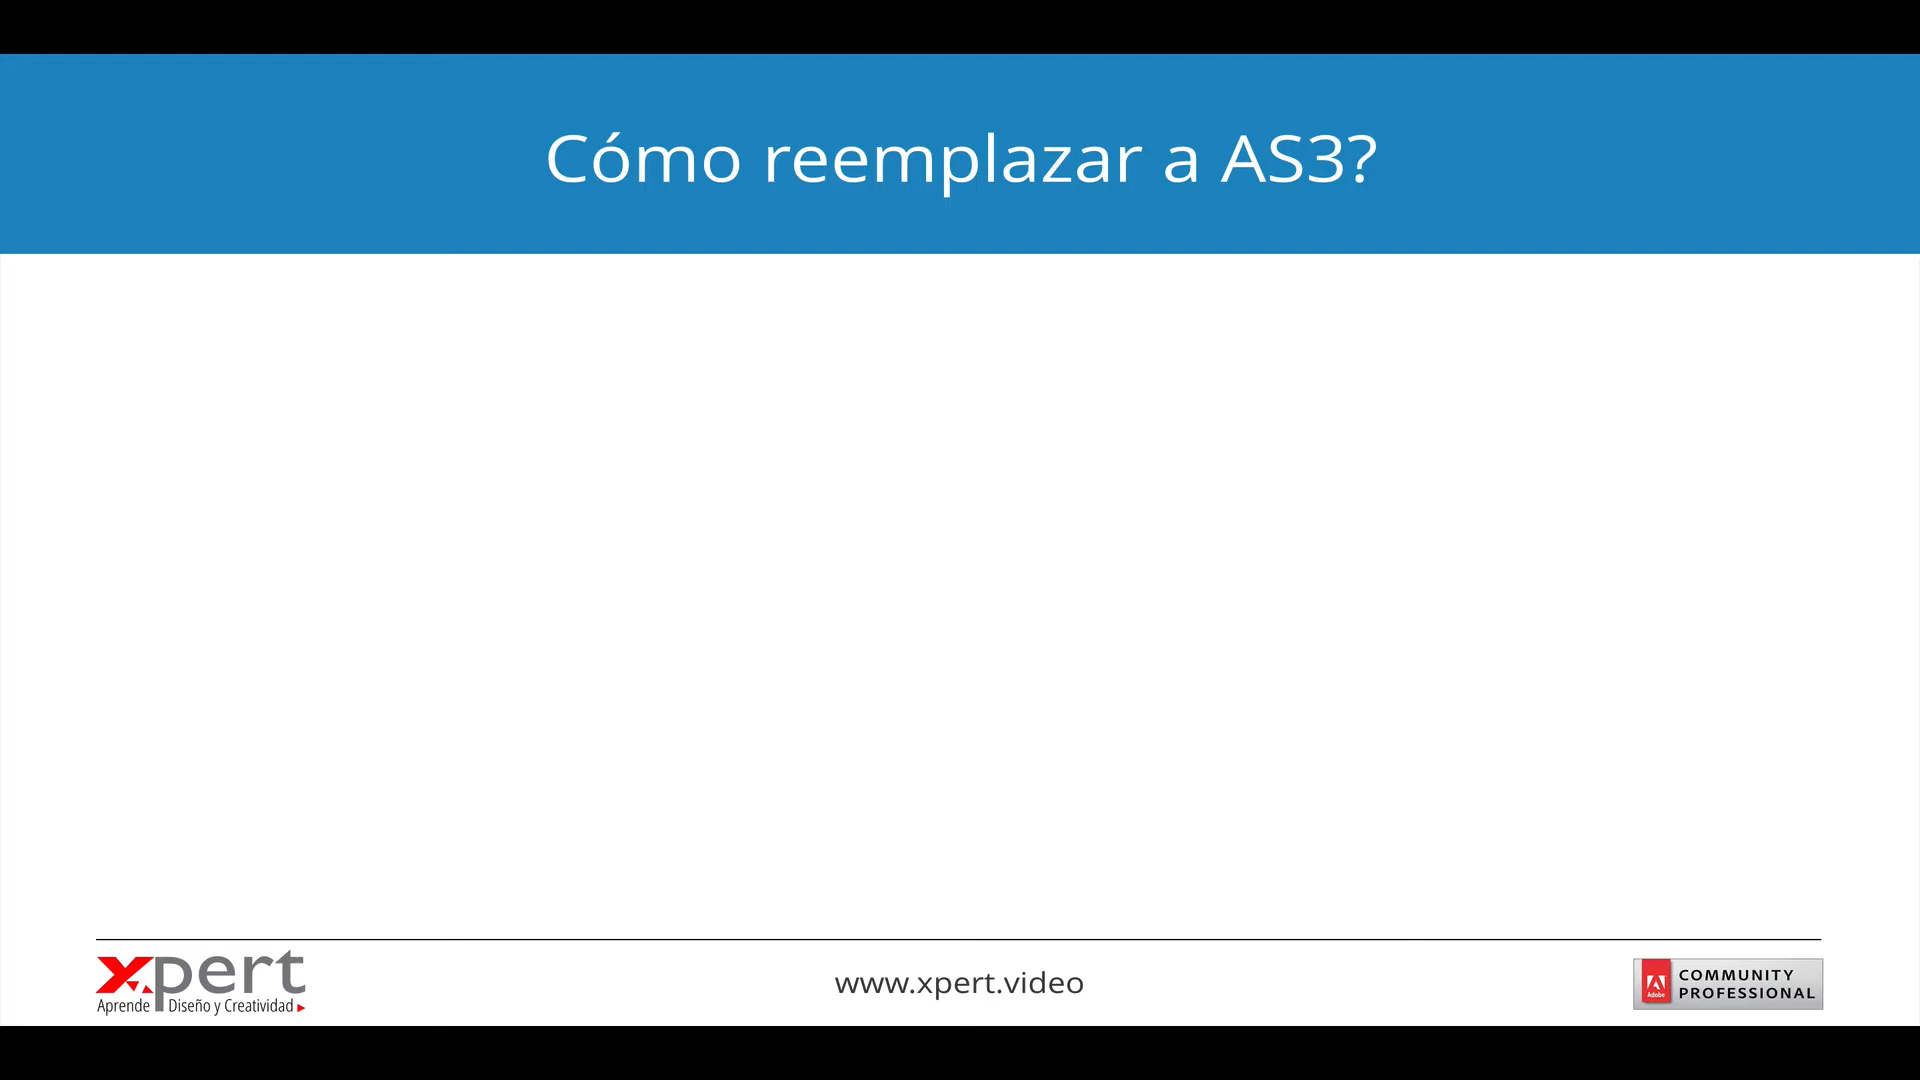 Cómo reemplazar a AS3?
xpert
Aprende Diseño y Creatividad
www.xpert.video
Adobe
COMMUNITY
PROFESSIONAL